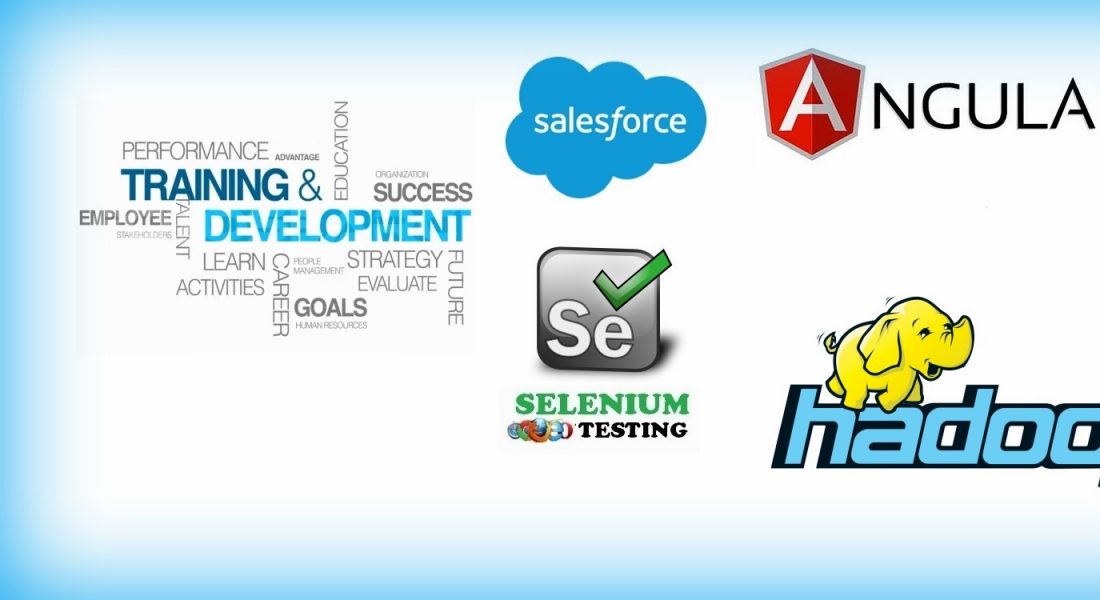 PERFORMANCE ADVANTAGE
EDUCATION
ORGANIZATION
TRAINING & SUCCESS
EMPLOYEE
STAKEHOLDERS
TALENT
DEVELOPMENT
LEARN
CAREER
PEOPLE
MANAGEMENT
STRATEGY
FUTURE
ACTIVITIES
EVALUATE
GOALS
HUMAN RESOURCES
salesforce
ANGULA
Se
SELENIUM
TESTING
hadoo